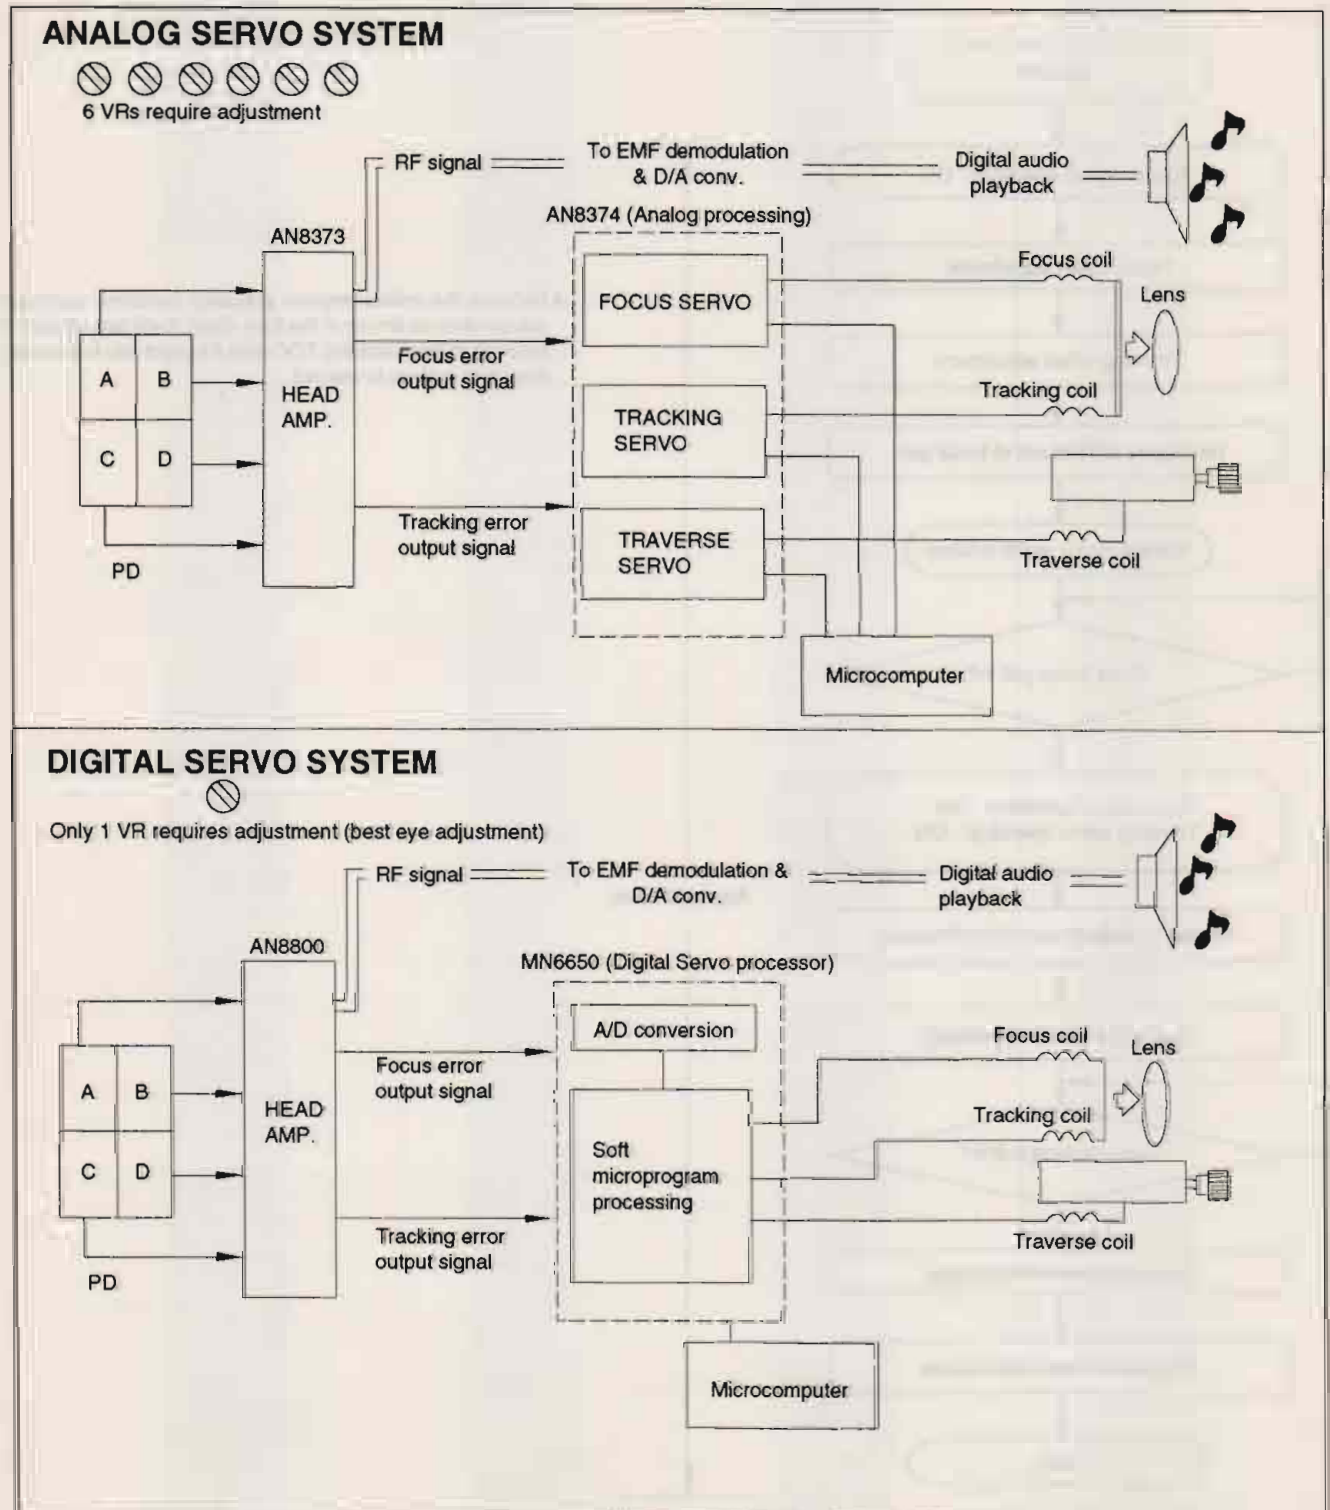 ANALOG SERVO SYSTEM
6 VRs require adjustment
RF signal
To EMF demodulation
& D/A conv.
Digital audio
playback
AN8374 (Analog processing)
AN8373
FOCUS SERVO
Focus coil
Lens
A B
C D
PD
HEAD
AMP.
Focus error
output signal
Tracking coil
TRACKING
SERVO
Tracking error
output signal
TRAVERSE
SERVO
Traverse coil
Microcomputer
DIGITAL SERVO SYSTEM
Only 1 VR requires adjustment (best eye adjustment)
RF signal
To EMF demodulation &
D/A conv.
Digital audio
playback
AN8800
MN6650 (Digital Servo processor)
A/D conversion
Focus coil
Lens
Focus error
output signal
A B
C D
PD
HEAD
AMP.
Tracking coil
Soft
microprogram
processing
Tracking error
output signal
Traverse coil
Microcomputer